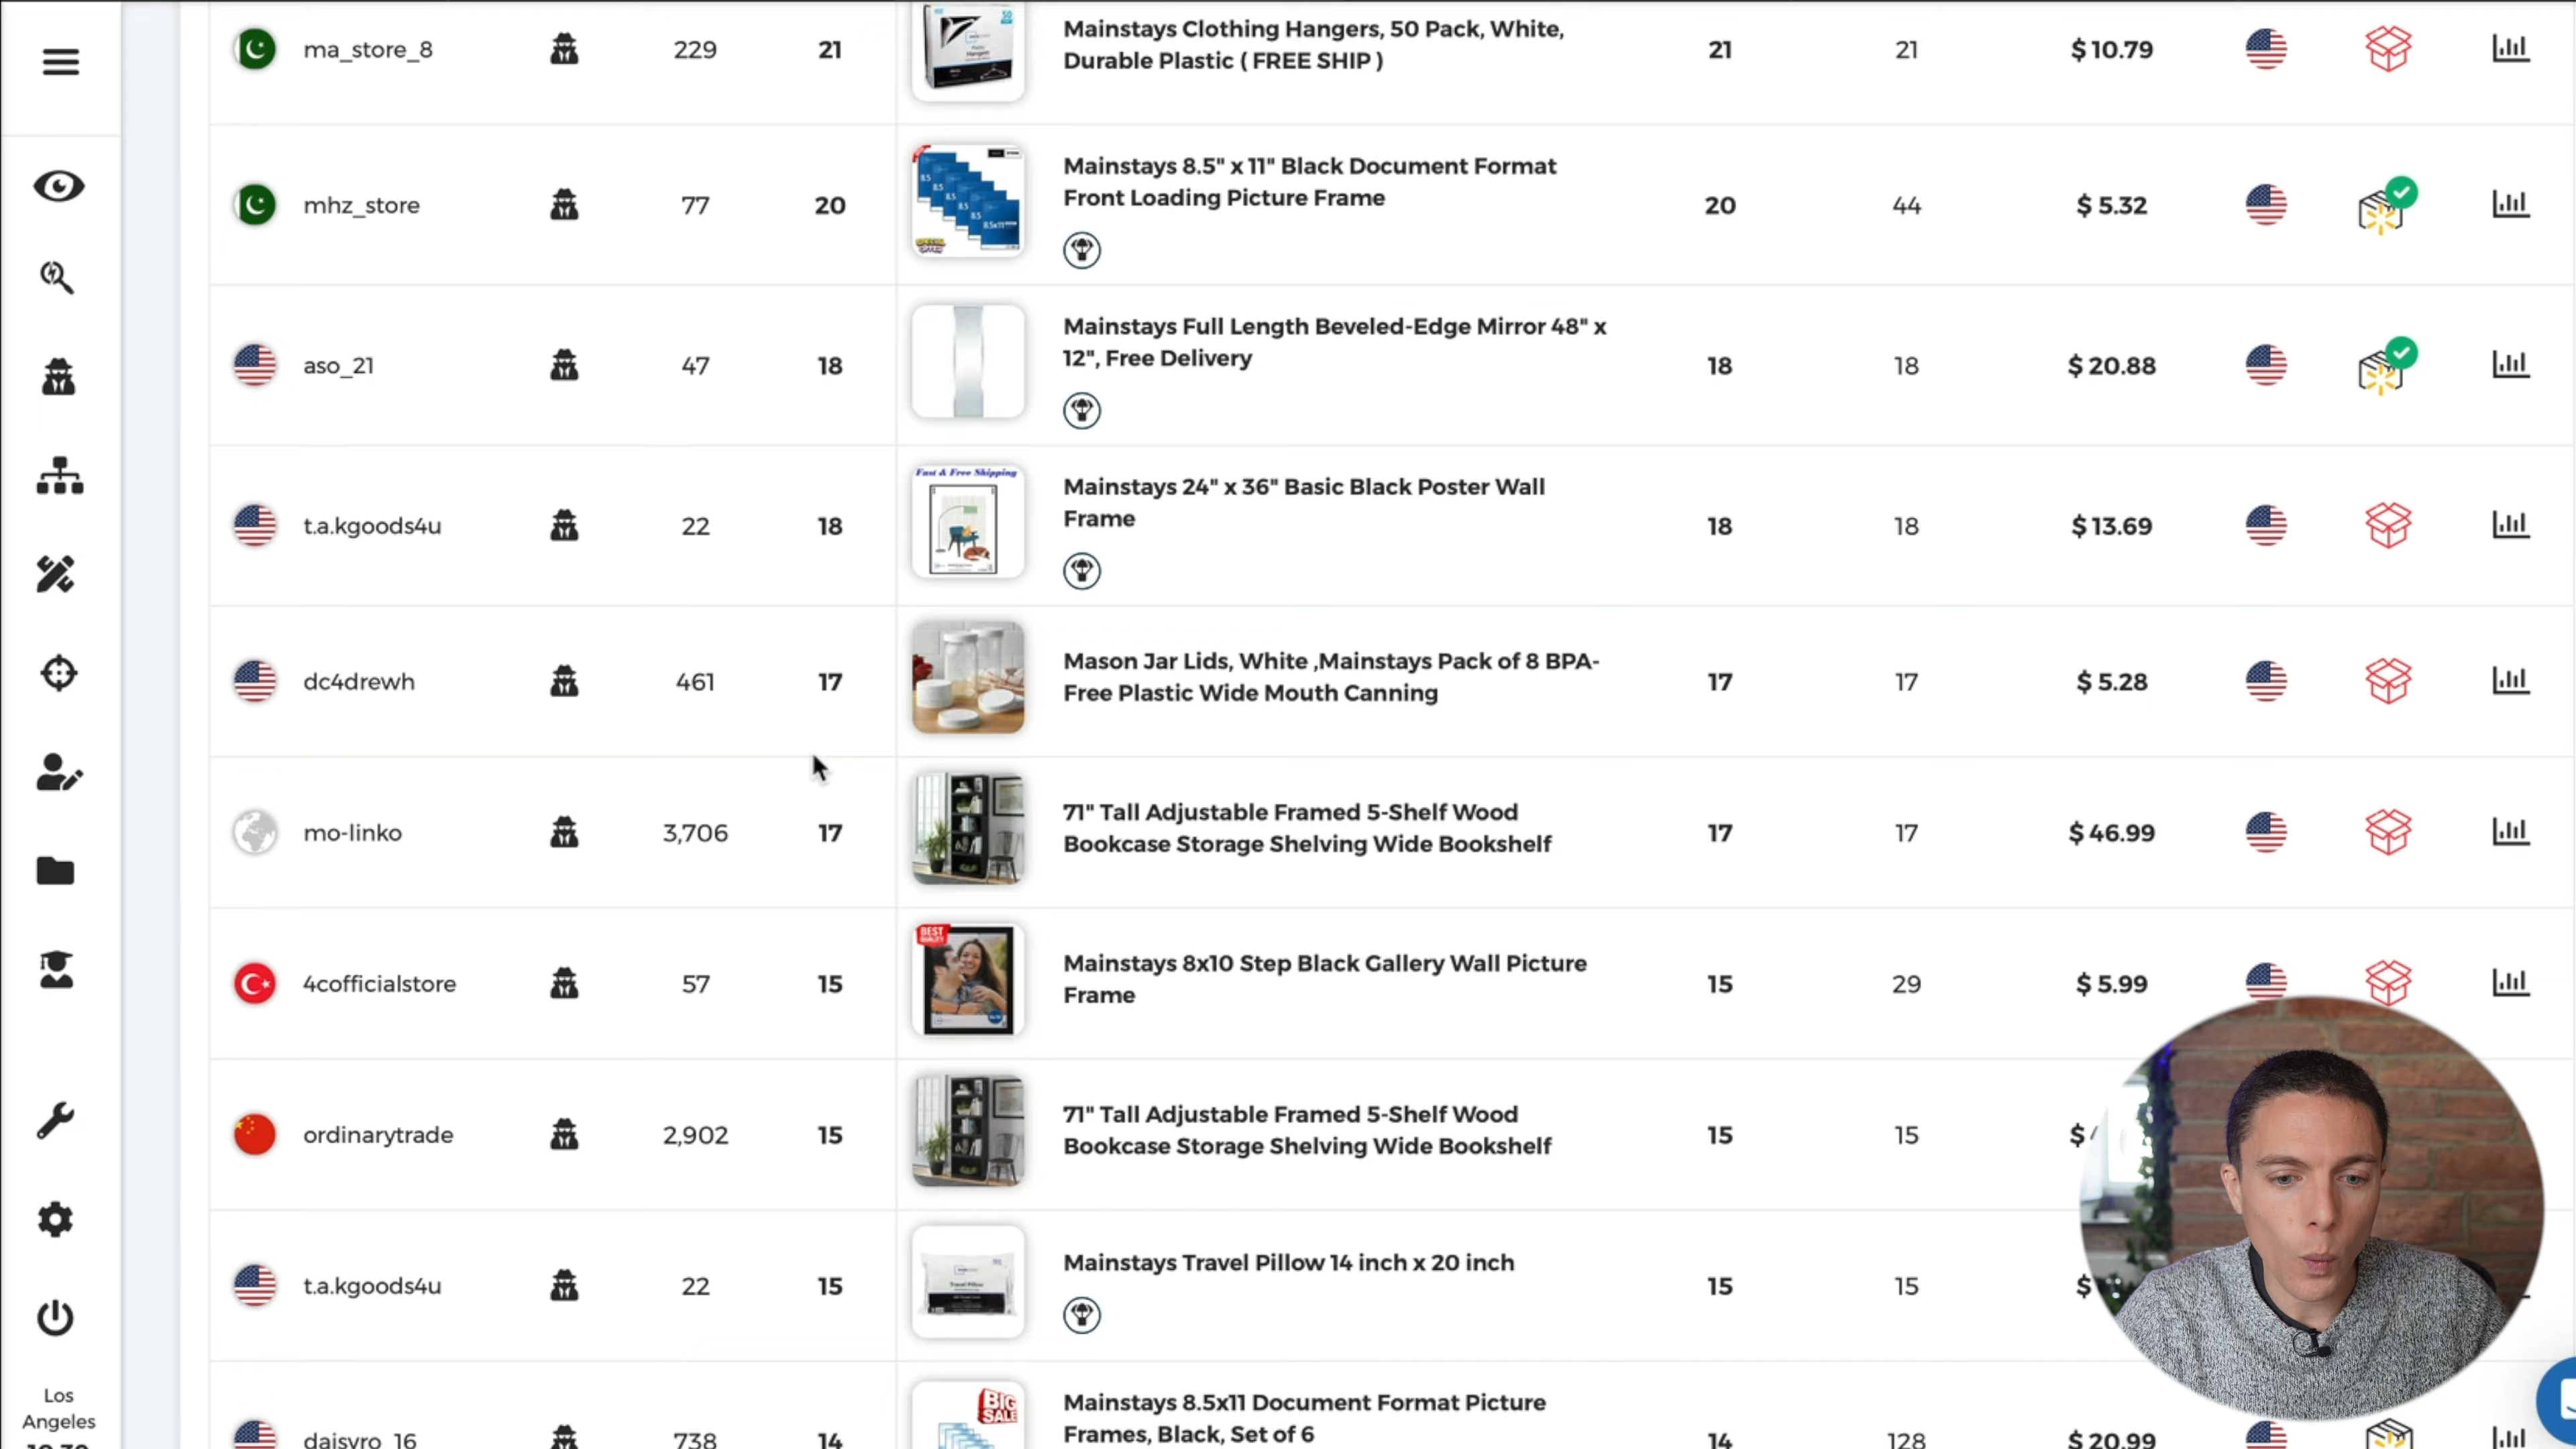 ma_store_8 229 21 Mainstays Clothing Hangers, 50 Pack, White, 21 21 $ 10.79
Durable Plastic ( FREE SHIP )
mhz_store 77 20 Mainstays 8.5" x 11" Black Document Format 20 44 $ 5.32
Front Loading Picture Frame
aso_21 47 18 Mainstays Full Length Beveled-Edge Mirror 48" x 18 18 $ 20.88
12", Free Delivery
Fast & Free Shipping
t.a.kgoods4u 22 18 Mainstays 24" x 36" Basic Black Poster Wall 18 18 $ 13.69
Frame
dc4drewh 461 17 Mason Jar Lids, White ,Mainstays Pack of 8 BPA- 17 17 $ 5.28
Free Plastic Wide Mouth Canning
mo-linko 3,706 17 71" Tall Adjustable Framed 5-Shelf Wood 17 17 $ 46.99
Bookcase Storage Shelving Wide Bookshelf
BEST
QUALITY
4cofficialstore 57 15 Mainstays 8x10 Step Black Gallery Wall Picture 15 29 $ 5.99
Frame
ordinarytrade 2,902 15 71" Tall Adjustable Framed 5-Shelf Wood 15 15 $
Bookcase Storage Shelving Wide Bookshelf
t.a.kgoods4u 22 15 Mainstays Travel Pillow 14 inch x 20 inch 15 15 $
BIG
SALE
daisyro_16 738 14 Mainstays 8.5x11 Document Format Picture 14 128 $ 20.99
Frames, Black, Set of 6
Los
Angeles